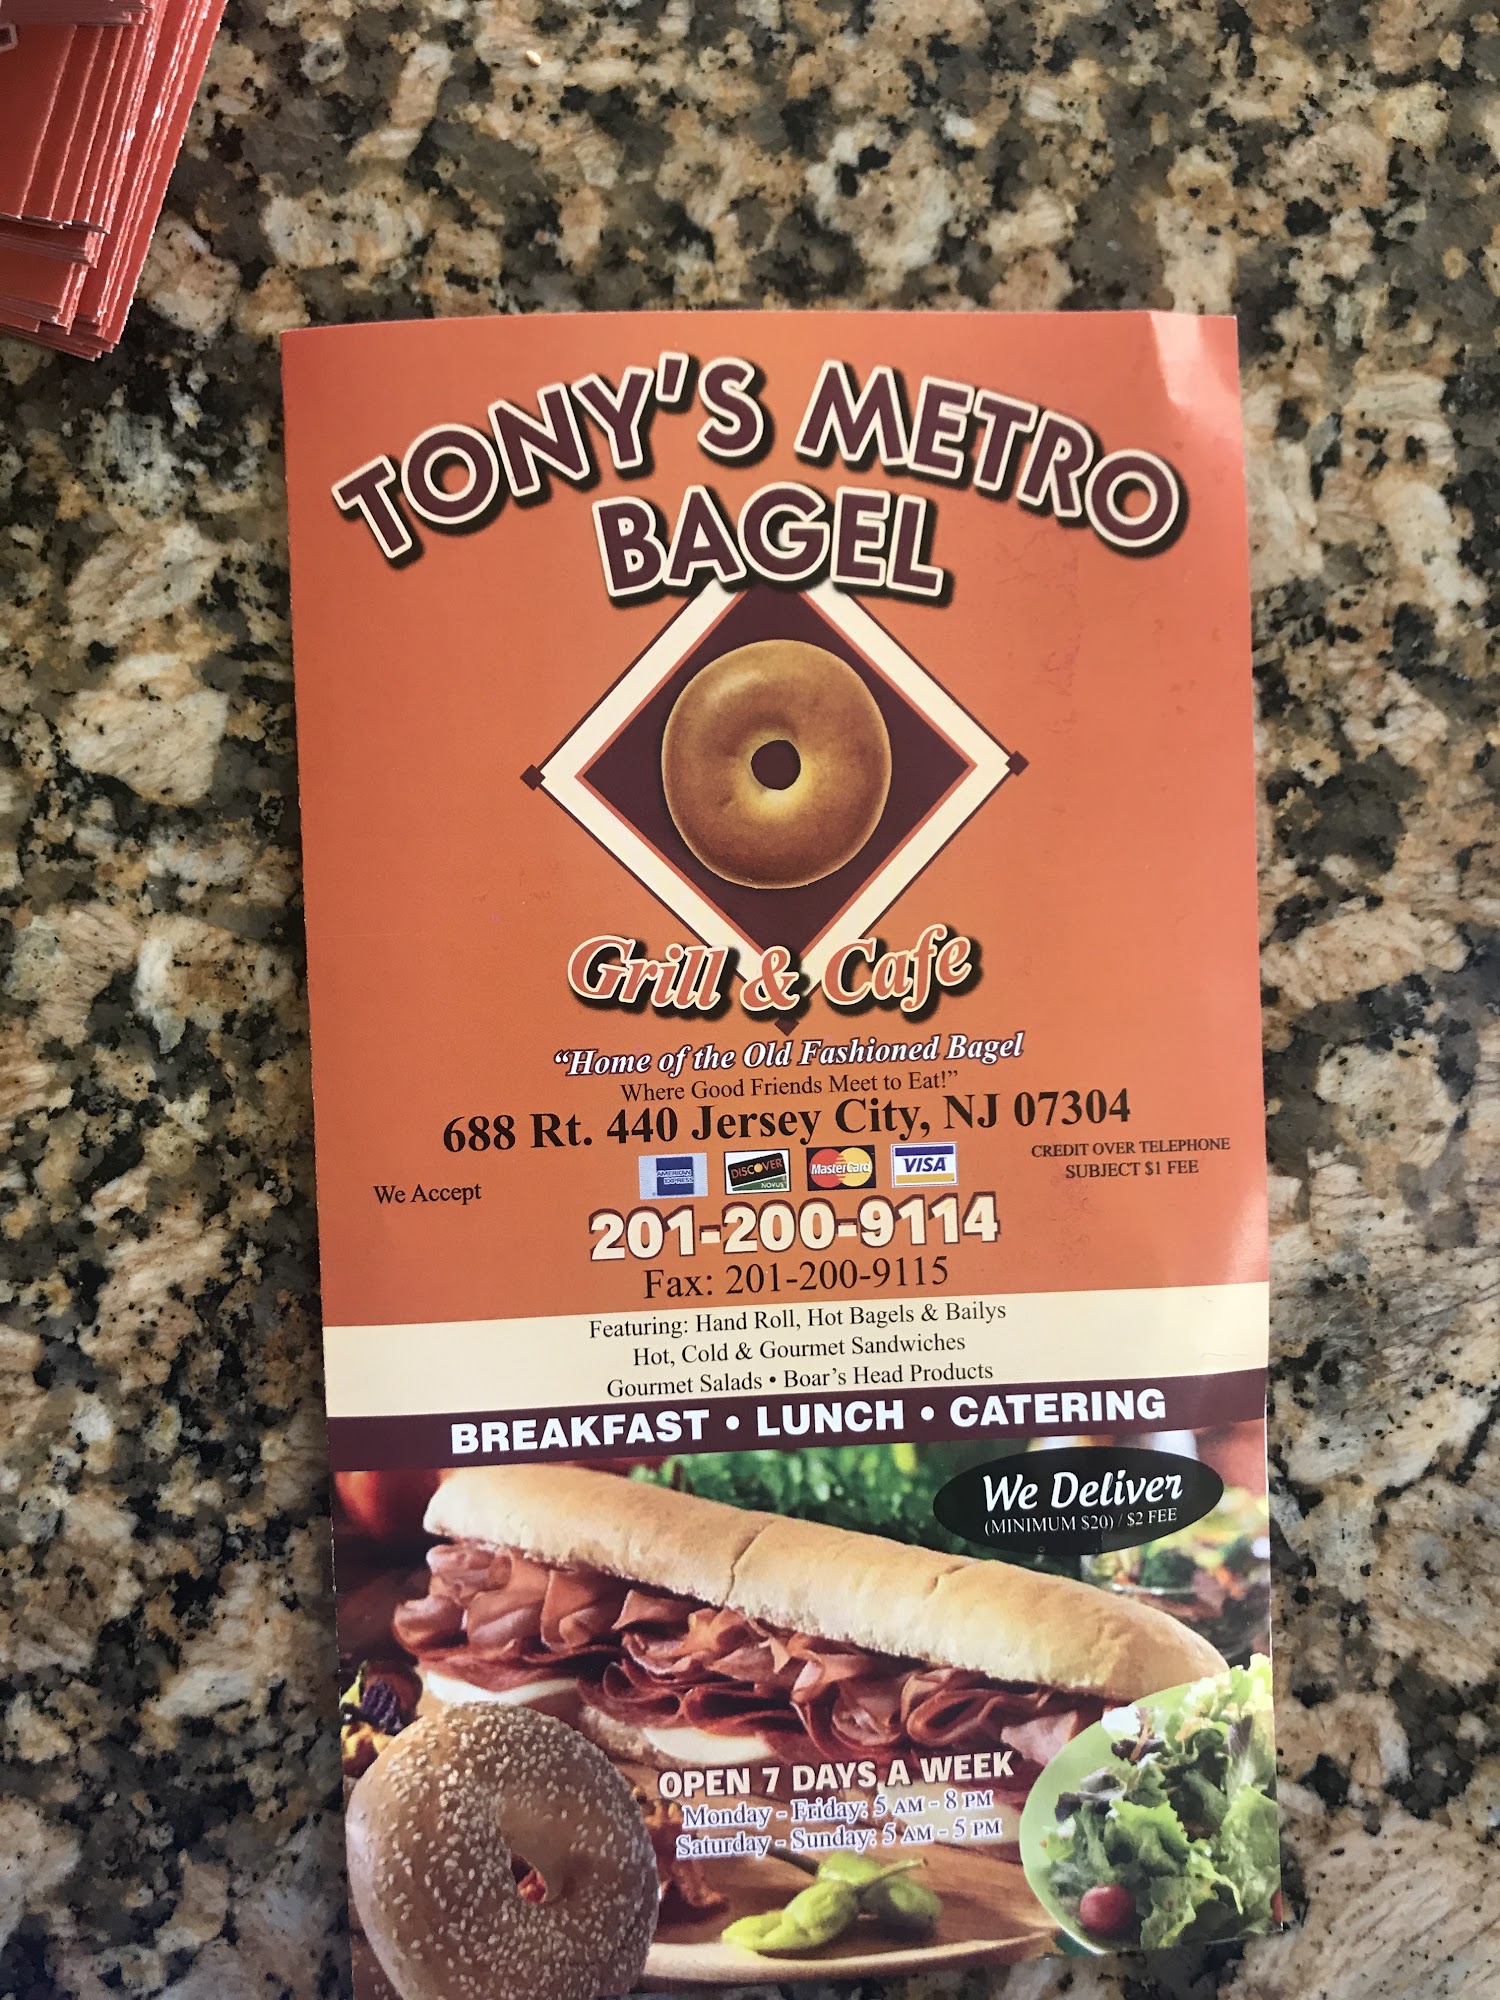 TONY'S METRO
BAGEL
Grill & Cafe
"Home of the Old Fashioned Bagel
Where Good Friends Meet to Eat!"
688 Rt. 440 Jersey City, NJ 07304
We Accept
AMERICAN EXPRESS
DISCOVER
NOVUS
MasterCard
VISA
CREDIT OVER TELEPHONE
SUBJECT $1 FEE
201-200-9114
Fax: 201-200-9115
Featuring: Hand Roll, Hot Bagels & Bailys
Hot, Cold & Gourmet Sandwiches
Gourmet Salads • Boar's Head Products
BREAKFAST • LUNCH • CATERING
We Deliver
(MINIMUM $20) / $2 FEE
OPEN 7 DAYS A WEEK
Monday - Friday: 5 AM - 8 PM
Saturday - Sunday: 5 AM - 5 PM